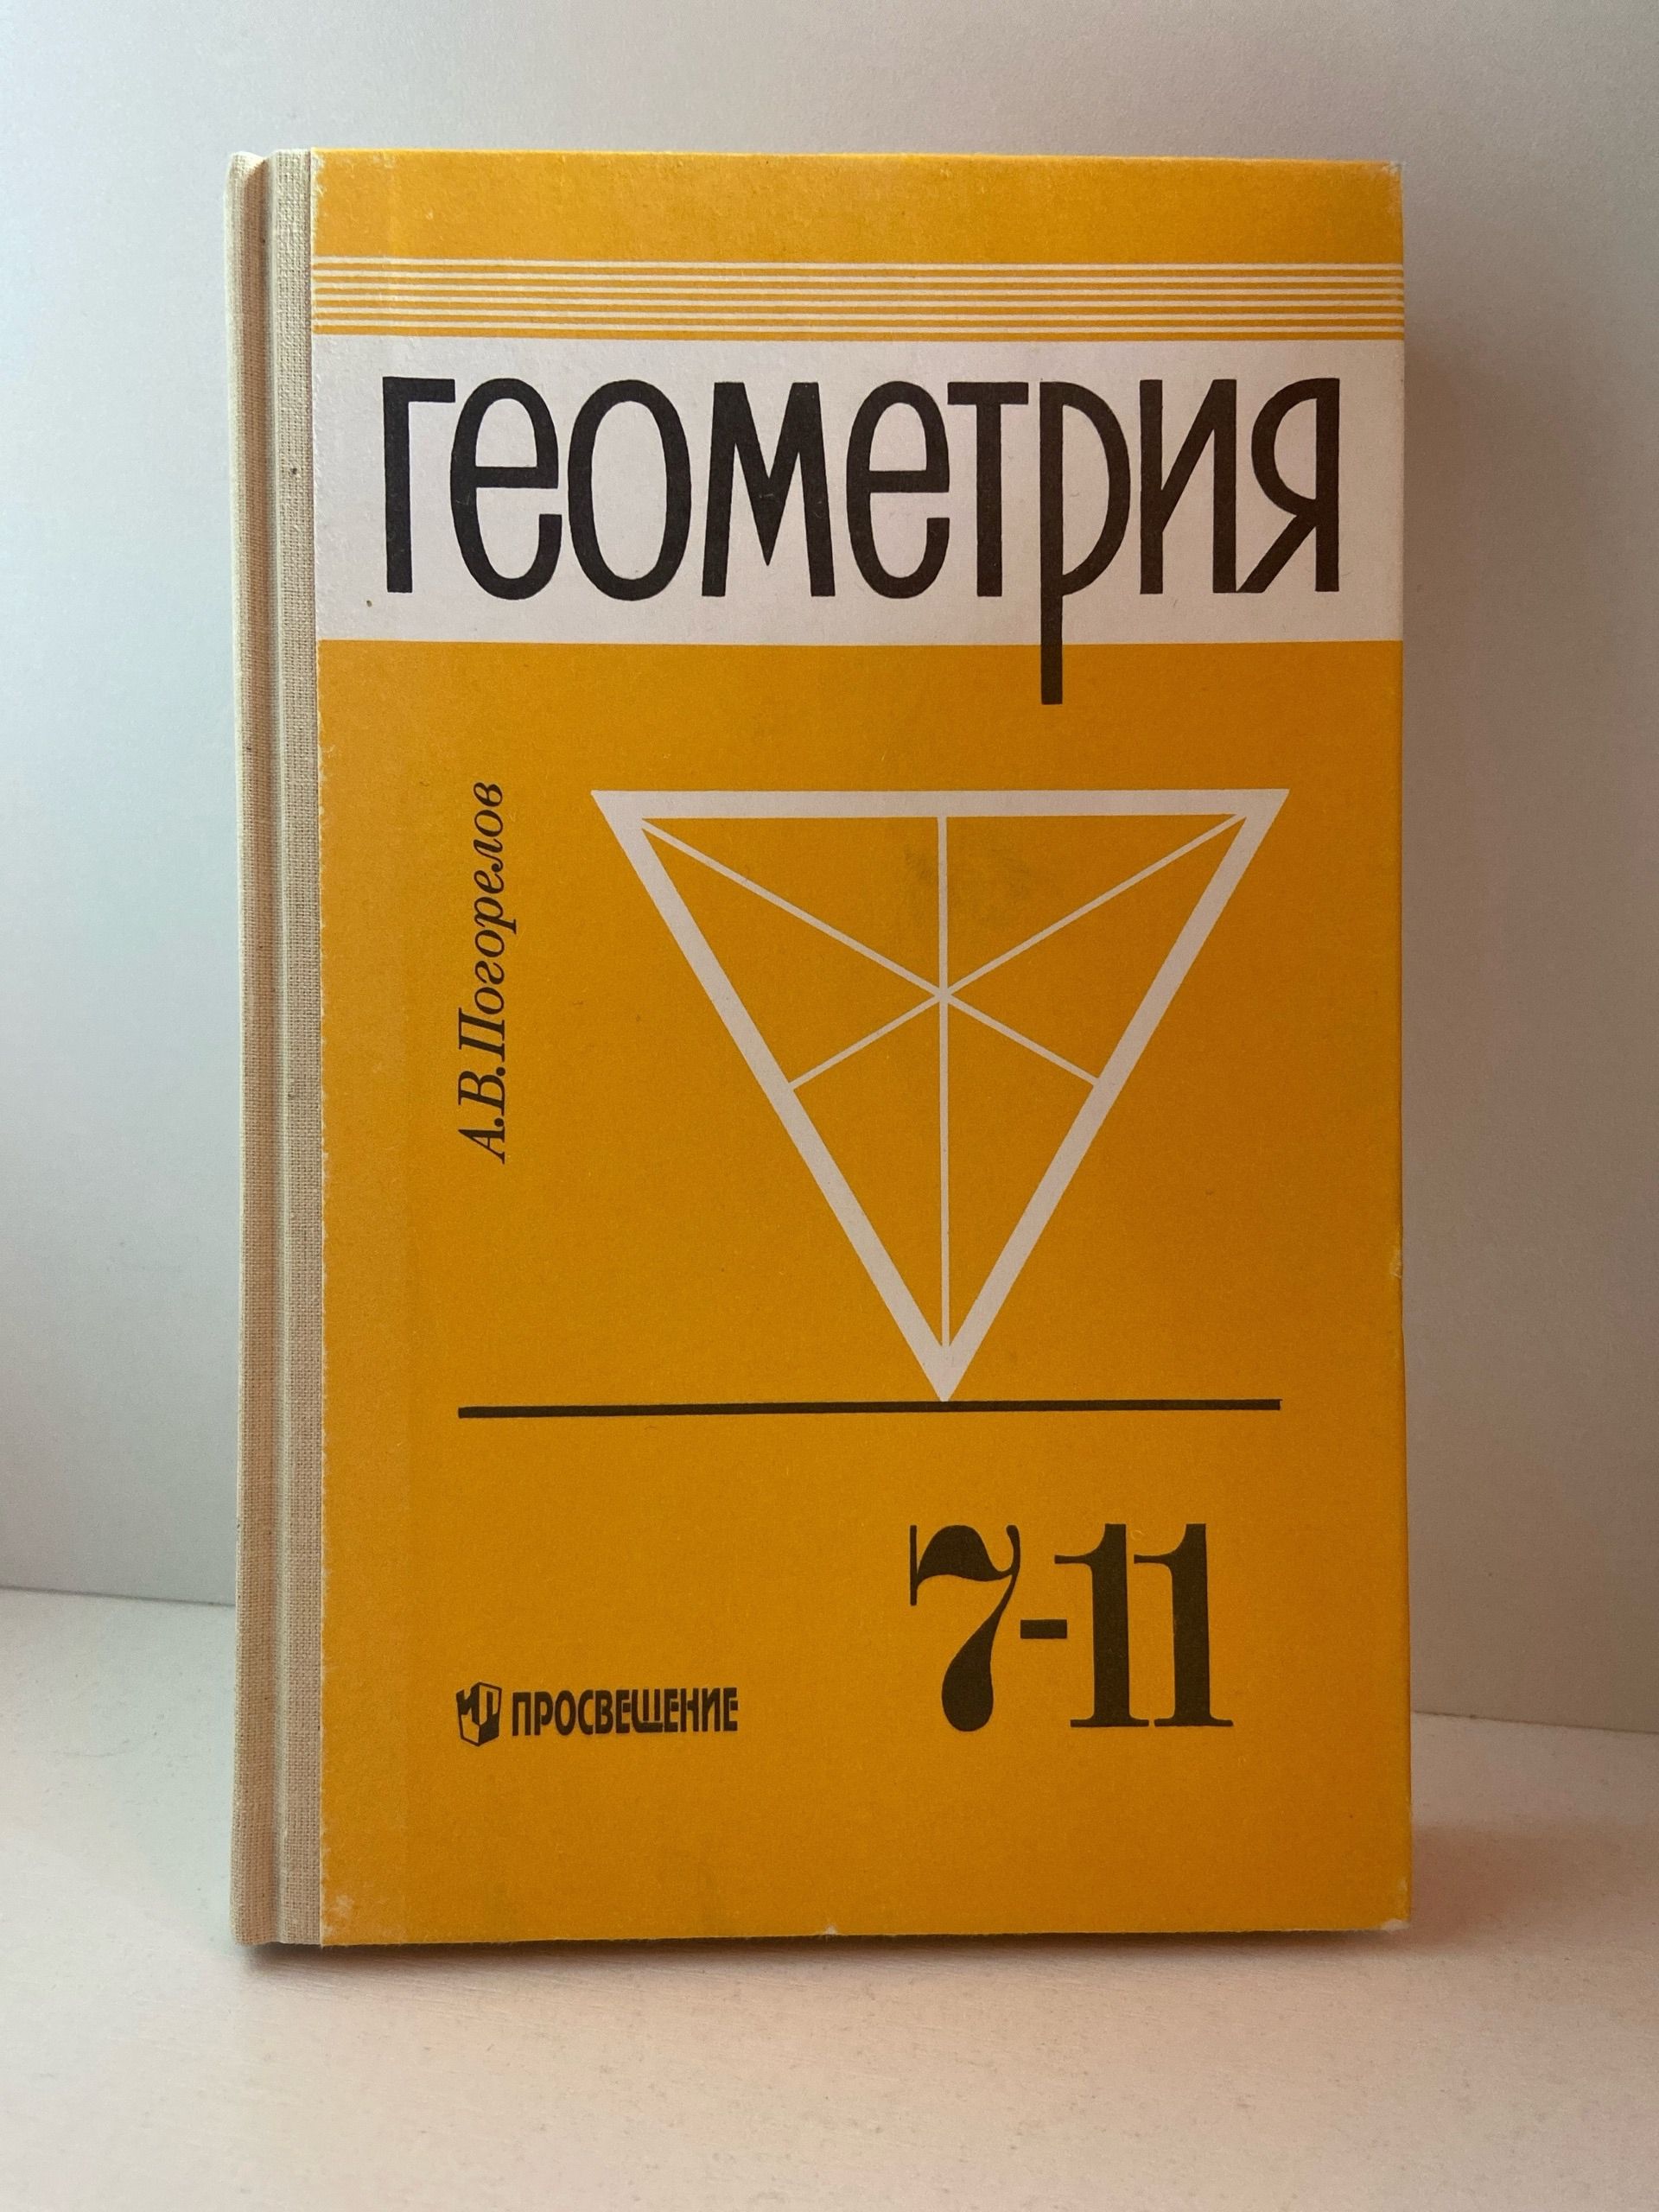 геометрия
А.В.Погорелов
7-11
ПРОСВЕЩЕНИЕ